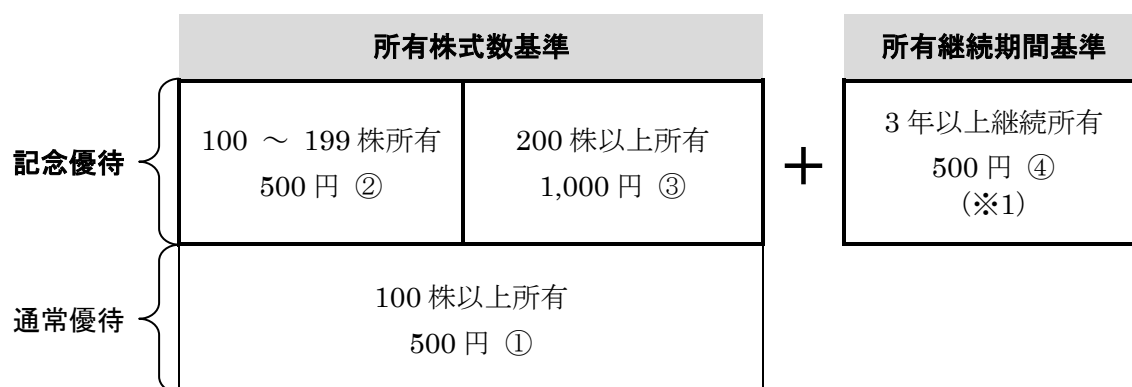 所有株式数基準
所有継続期間基準
記念優待
100 ~ 199 株所有
500 円 ②
200 株以上所有
1,000 円 ③
+
3 年以上継続所有
500 円 ④
(※1)
通常優待
100 株以上所有
500 円 ①